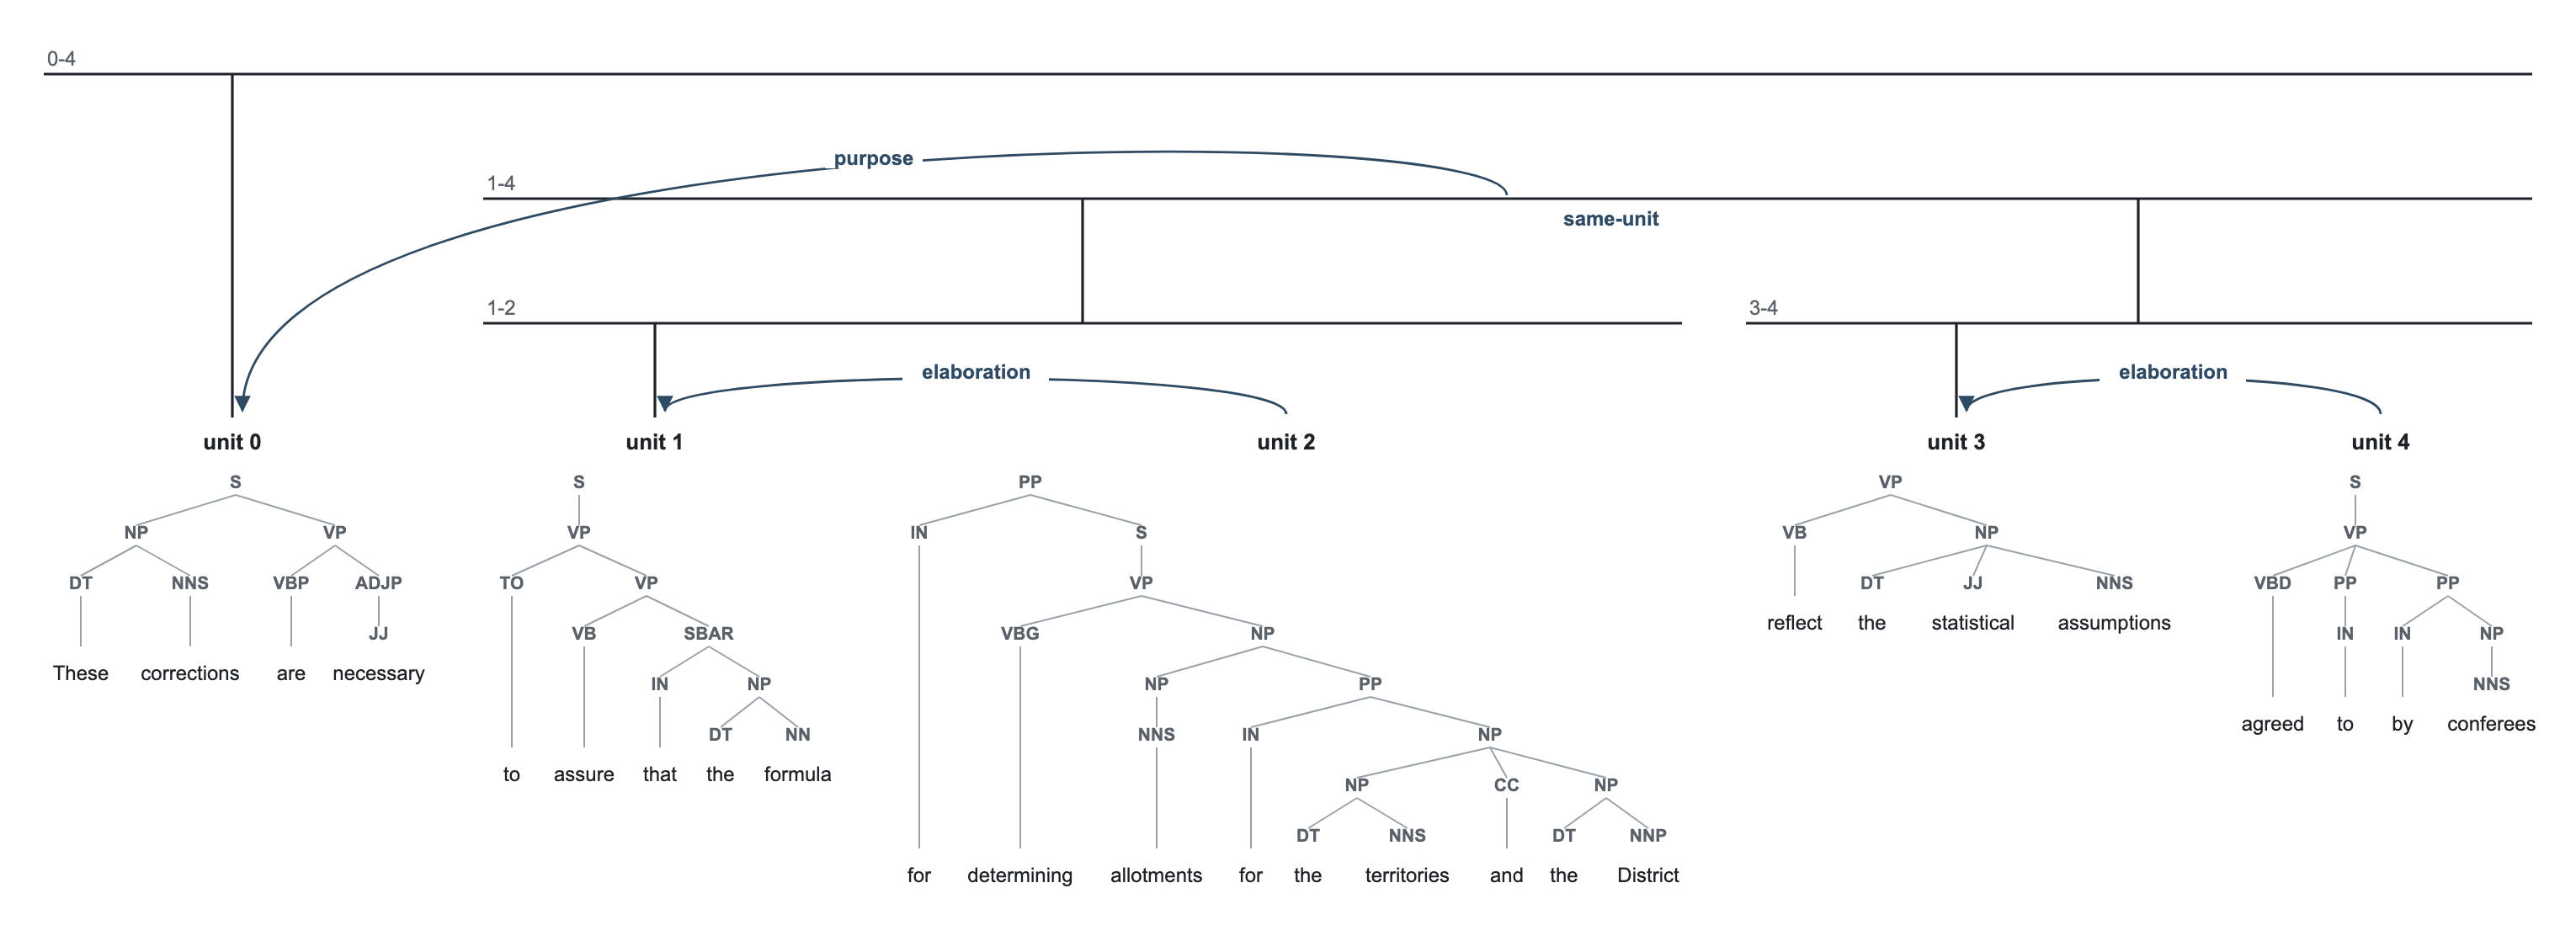 0-4
purpose
1-4
same-unit
1-2
3-4
elaboration
elaboration
unit 0
unit 1
unit 2
unit 3
unit 4
S S PP VP S
NP VP VP IN S VB NP VP
DT NNS VBP ADJP TO VP VP DT JJ NNS VBD PP PP
reflect the statistical assumptions
JJ VB SBAR VBG NP IN IN NP
These corrections are necessary
IN NP NP PP NNS
agreed to by conferees
DT NN NNS IN NP
to assure that the formula
NP CC NP
DT NNS DT NNP
for determining allotments for the territories and the District